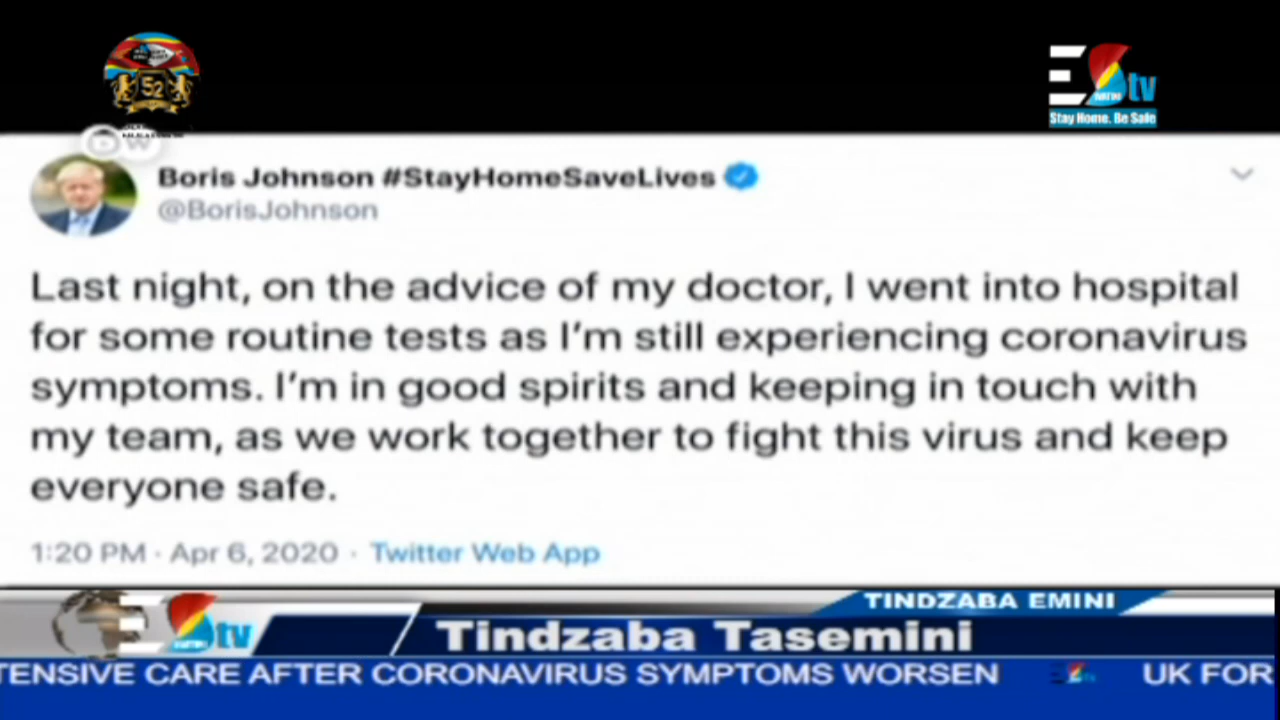 52
E tv
Stay Home. Be Safe
W
Boris Johnson #StayHomeSaveLives
@BorisJohnson
Last night, on the advice of my doctor, I went into hospital
for some routine tests as I'm still experiencing coronavirus
symptoms. I'm in good spirits and keeping in touch with
my team, as we work together to fight this virus and keep
everyone safe.
1:20 PM · Apr 6, 2020 · Twitter Web App
TINDZABA EMINI
E tv
Tindzaba Tasemini
TENSIVE CARE AFTER CORONAVIRUS SYMPTOMS WORSEN UK FOR